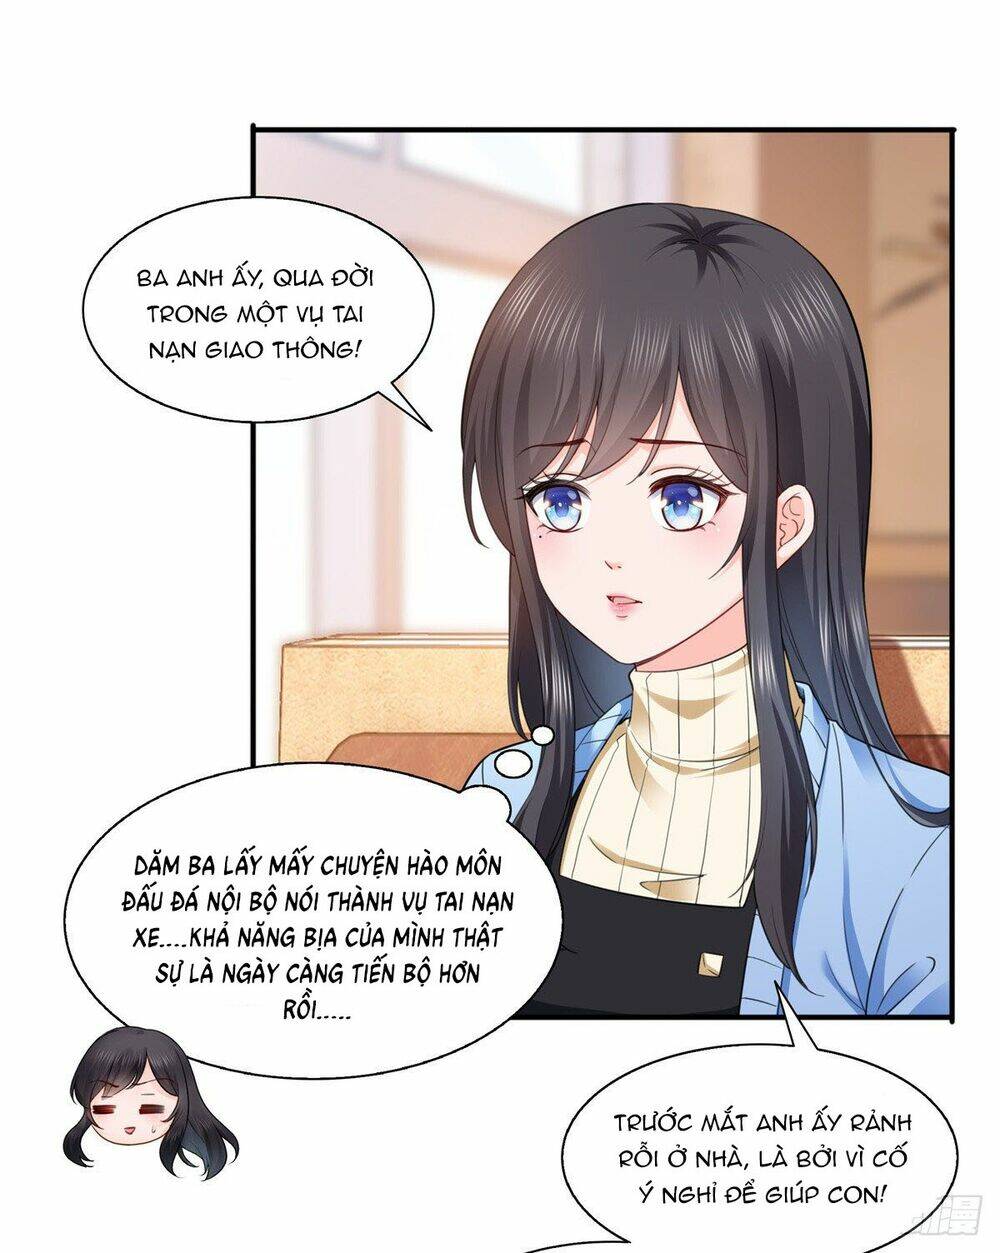 BA ANH ẤY, QUA ĐỜI
TRONG MỘT VỤ TAI
NẠN GIAO THÔNG!
DĂM BA LẤY MẤY CHUYỆN HÀO MÔN
ĐẤU ĐÁ NỘI BỘ NÓI THÀNH VỤ TAI NẠN
XE....KHẢ NĂNG BỊA CỦA MÌNH THẬT
SỰ LÀ NGÀY CÀNG TIẾN BỘ HƠN
RỒI.....
TRƯỚC MẮT ANH ẤY RẢNH
RỖI Ở NHÀ, LÀ BỞI VÌ CỐ
Ý NGHỈ ĐỂ GIÚP CON!